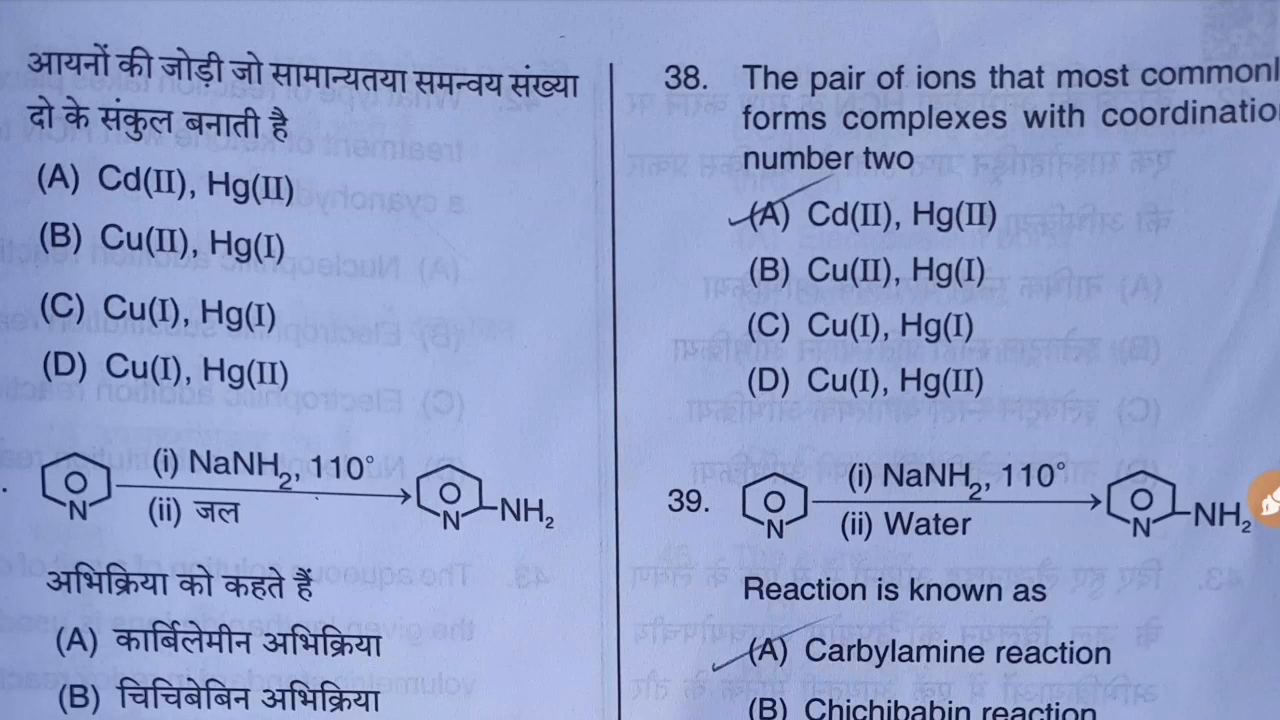 आयनों की जोड़ी जो सामान्यतया समन्वय संख्या
दो के संकुल बनाती है
(A) Cd(II), Hg(II)
(B) Cu(II), Hg(I)
(C) Cu(I), Hg(I)
(D) Cu(I), Hg(II)
(i) NaNH₂, 110°
(ii) जल
N
N
NH₂
अभिक्रिया को कहते हैं
(A) कार्बिलेमीन अभिक्रिया
(B) चिचिबेबिन अभिक्रिया
38. The pair of ions that most commonl
forms complexes with coordinatio
number two
(A) Cd(II), Hg(II)
(B) Cu(II), Hg(I)
(C) Cu(I), Hg(I)
(D) Cu(I), Hg(II)
39.
(i) NaNH₂, 110°
(ii) Water
N
N
NH₂
Reaction is known as
(A) Carbylamine reaction
(B) Chichibabin reaction